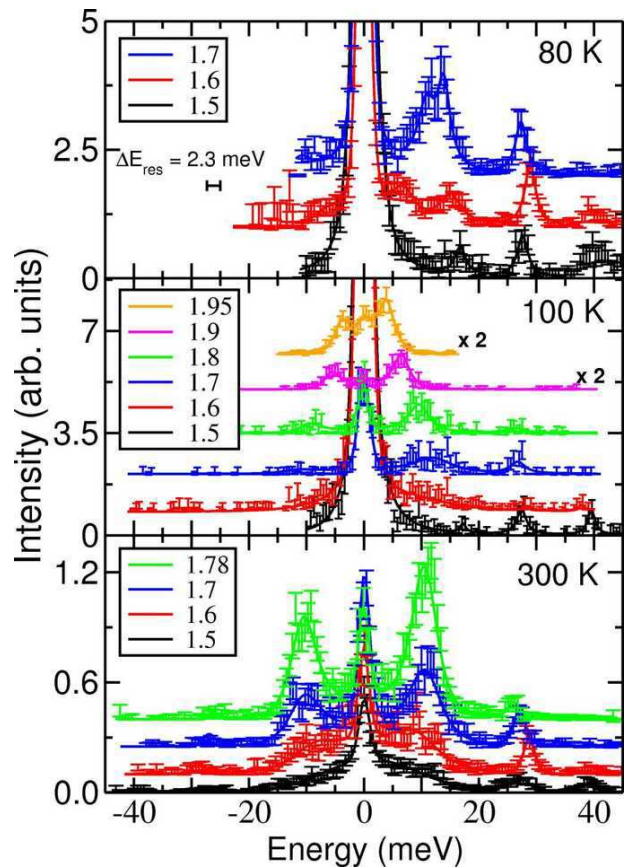 5
1.7
1.6
1.5
80 K
2.5
ΔE_res = 2.3 meV
0
1.95
1.9
1.8
1.7
1.6
1.5
100 K
7
x 2
x 2
3.5
0
Intensity (arb. units)
1.78
1.7
1.6
1.5
300 K
1.2
0.6
0.0
-40 -20 0 20 40
Energy (meV)